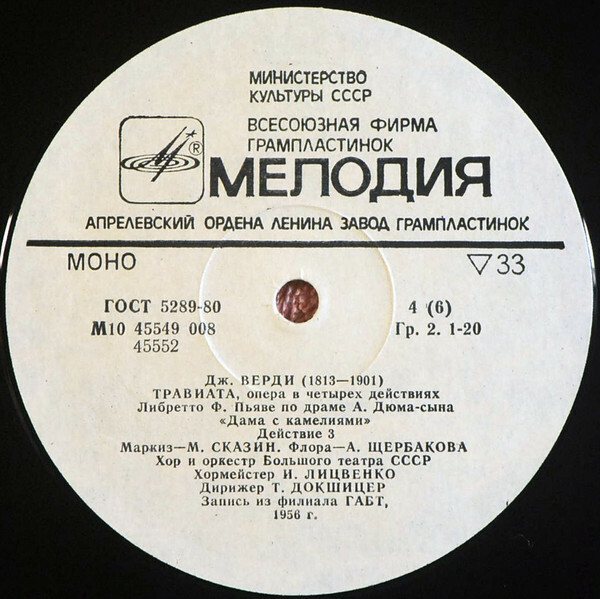 МИНИСТЕРСТВО
КУЛЬТУРЫ СССР
ВСЕСОЮЗНАЯ ФИРМА
ГРАМПЛАСТИНОК
®
МЕЛОДИЯ
АПРЕЛЕВСКИЙ ОРДЕНА ЛЕНИНА ЗАВОД ГРАМПЛАСТИНОК
МОНО ▽33
ГОСТ 5289-80 4 (6)
М10 45549 008 Гр. 2. 1-20
45552
Дж. ВЕРДИ (1813—1901)
ТРАВИАТА, опера в четырех действиях
Либретто Ф. Пьяве по драме А. Дюма-сына
«Дама с камелиями»
Действие 3
Маркиз—М. СКАЗИН. Флора—А. ЩЕРБАКОВА
Хор и оркестр Большого театра СССР
Хормейстер И. ЛИЦВЕНКО
Дирижер Т. ДОКШИЦЕР
Запись из филиала ГАБТ,
1956 г.